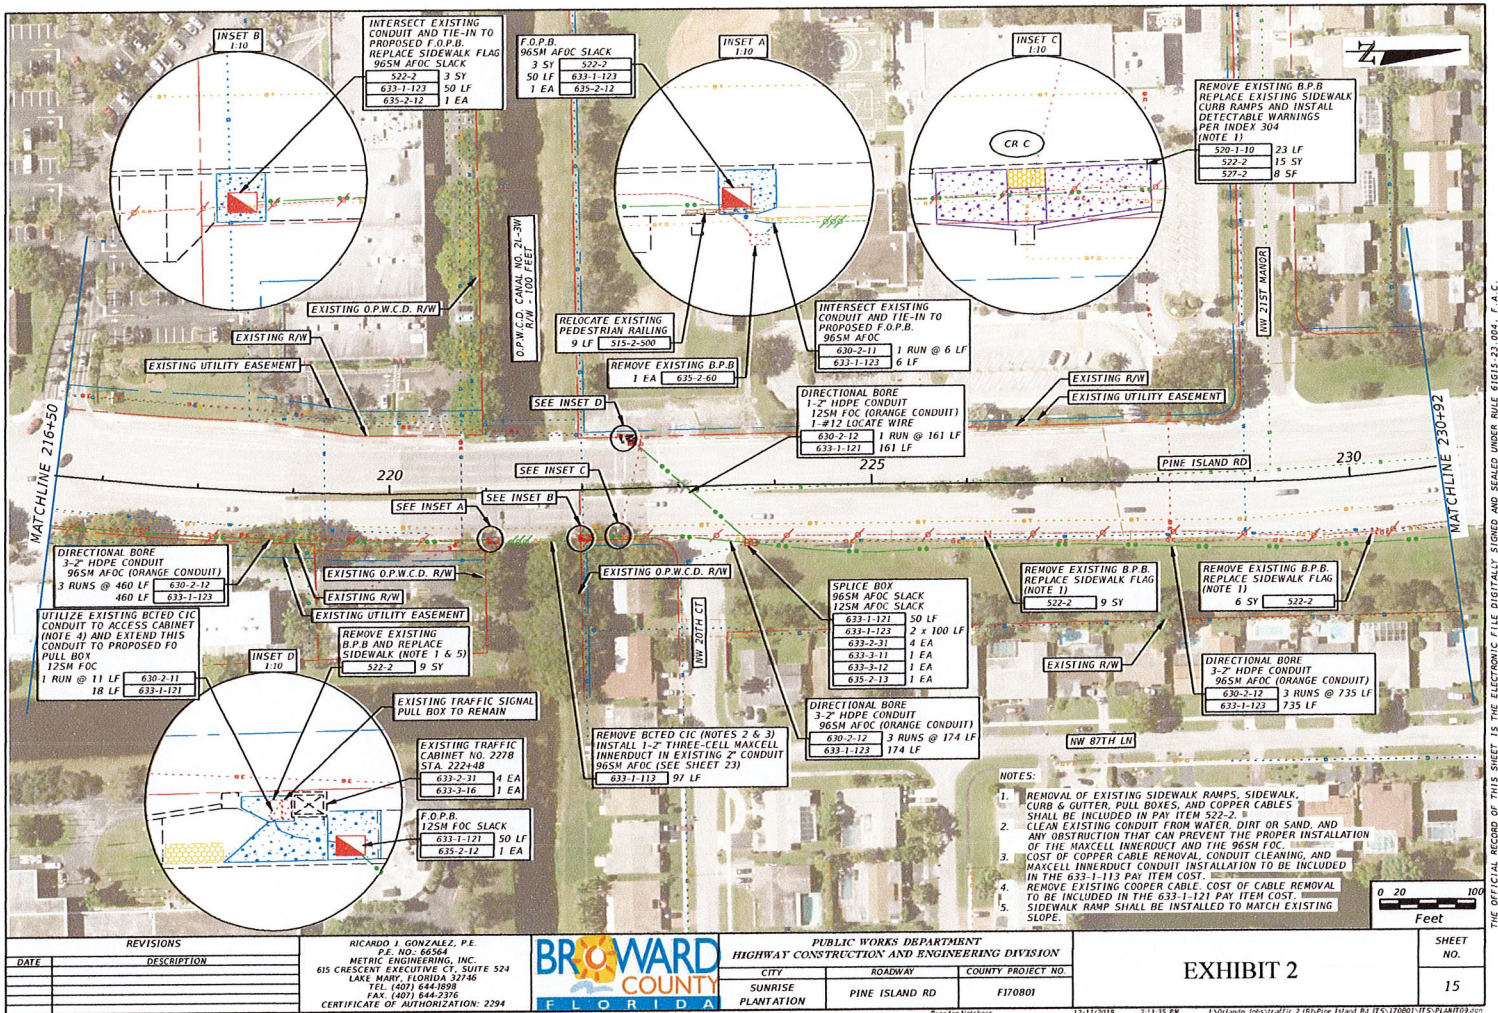 INSET B
1:10
INTERSECT EXISTING
CONDUIT AND TIE-IN TO
PROPOSED F.O.P.B.
REPLACE SIDEWALK FLAG
96SM AFOC SLACK
522-2 3 SY
633-1-123 50 LF
635-2-12 1 EA
F.O.P.B.
96SM AFOC SLACK
3 SY 522-2
50 LF 633-1-123
1 EA 635-2-12
INSET A
1:10
INSET C
1:10
CR C
REMOVE EXISTING B.P.B
REPLACE EXISTING SIDEWALK
CURB RAMPS AND INSTALL
DETECTABLE WARNINGS
PER INDEX 304
(NOTE 1)
520-1-10 23 LF
522-2 15 SY
527-2 8 SF
EXISTING O.P.W.C.D. R/W
EXISTING R/W
EXISTING UTILITY EASEMENT
O.P.W.C.D. CANAL NO. 2L-3W
R/W - 100 FEET
RELOCATE EXISTING
PEDESTRIAN RAILING
9 LF 515-2-500
REMOVE EXISTING B.P.B
1 EA 635-2-60
INTERSECT EXISTING
CONDUIT AND TIE-IN TO
PROPOSED F.O.P.B.
96SM AFOC
630-2-11 1 RUN @ 6 LF
633-1-123 6 LF
NW 21ST MANOR
SEE INSET D
DIRECTIONAL BORE
1-2" HDPE CONDUIT
12SM FOC (ORANGE CONDUIT)
1-#12 LOCATE WIRE
630-2-12 1 RUN @ 161 LF
633-1-121 161 LF
EXISTING R/W
EXISTING UTILITY EASEMENT
MATCHLINE 216+50
220
225
230
PINE ISLAND RD
MATCHLINE 230+92
SEE INSET C
SEE INSET B
SEE INSET A
DIRECTIONAL BORE
3-2" HDPE CONDUIT
96SM AFOC (ORANGE CONDUIT)
3 RUNS @ 460 LF 630-2-12
460 LF 633-1-123
EXISTING O.P.W.C.D. R/W
EXISTING R/W
EXISTING UTILITY EASEMENT
EXISTING O.P.W.C.D. R/W
NW 20TH CT
SPLICE BOX
96SM AFOC SLACK
12SM AFOC SLACK
633-1-121 50 LF
633-1-123 2 x 100 LF
633-2-31 4 EA
633-3-11 1 EA
633-3-12 1 EA
635-2-13 1 EA
REMOVE EXISTING B.P.B.
REPLACE SIDEWALK FLAG
(NOTE 1)
522-2 9 SY
REMOVE EXISTING B.P.B.
REPLACE SIDEWALK FLAG
(NOTE 1)
6 SY 522-2
EXISTING R/W
UTILIZE EXISTING BCTED CIC
CONDUIT TO ACCESS CABINET
(NOTE 4) AND EXTEND THIS
CONDUIT TO PROPOSED FO
PULL BOX
12SM FOC
1 RUN @ 11 LF 630-2-11
18 LF 633-1-121
INSET D
1:10
REMOVE EXISTING
B.P.B AND REPLACE
SIDEWALK (NOTE 1 & 5)
522-2 9 SY
EXISTING TRAFFIC SIGNAL
PULL BOX TO REMAIN
EXISTING TRAFFIC
CABINET NO. 2278
STA. 222+48
633-2-31 4 EA
633-3-16 1 EA
F.O.P.B.
12SM FOC SLACK
633-1-121 50 LF
635-2-12 1 EA
REMOVE BCTED CIC (NOTES 2 & 3)
INSTALL 1-2" THREE-CELL MAXCELL
INNERDUCT IN EXISTING 2" CONDUIT
96SM AFOC (SEE SHEET 23)
633-1-113 97 LF
DIRECTIONAL BORE
3-2" HDPE CONDUIT
96SM AFOC (ORANGE CONDUIT)
630-2-12 3 RUNS @ 174 LF
633-1-123 174 LF
DIRECTIONAL BORE
3-2" HDPE CONDUIT
96SM AFOC (ORANGE CONDUIT)
630-2-12 3 RUNS @ 735 LF
633-1-123 735 LF
NW 87TH LN
NOTES:
1. REMOVAL OF EXISTING SIDEWALK RAMPS, SIDEWALK,
CURB & GUTTER, PULL BOXES, AND COPPER CABLES
SHALL BE INCLUDED IN PAY ITEM 522-2.
2. CLEAN EXISTING CONDUIT FROM WATER, DIRT OR SAND, AND
ANY OBSTRUCTION THAT CAN PREVENT THE PROPER INSTALLATION
OF THE MAXCELL INNERDUCT AND THE 96SM FOC.
3. COST OF COPPER CABLE REMOVAL, CONDUIT CLEANING, AND
MAXCELL INNERDUCT CONDUIT INSTALLATION TO BE INCLUDED
IN THE 633-1-113 PAY ITEM COST.
4. REMOVE EXISTING COOPER CABLE. COST OF CABLE REMOVAL
TO BE INCLUDED IN THE 633-1-121 PAY ITEM COST.
5. SIDEWALK RAMP SHALL BE INSTALLED TO MATCH EXISTING
SLOPE.
0 20 100
Feet
THE OFFICIAL RECORD OF THIS SHEET IS THE ELECTRONIC FILE DIGITALLY SIGNED AND SEALED UNDER RULE 61G15-23.004, F.A.C.
REVISIONS
DATE DESCRIPTION
RICARDO J. GONZALEZ, P.E.
P.E. NO.: 66564
METRIC ENGINEERING, INC.
615 CRESCENT EXECUTIVE CT, SUITE 524
LAKE MARY, FLORIDA 32746
TEL. (407) 644-1898
FAX. (407) 644-2376
CERTIFICATE OF AUTHORIZATION: 2294
BROWARD
COUNTY
FLORIDA
PUBLIC WORKS DEPARTMENT
HIGHWAY CONSTRUCTION AND ENGINEERING DIVISION
CITY ROADWAY COUNTY PROJECT NO.
SUNRISE
PLANTATION
PINE ISLAND RD
F170801
EXHIBIT 2
SHEET
NO.
15
12/11/2018 2:11:35 PM